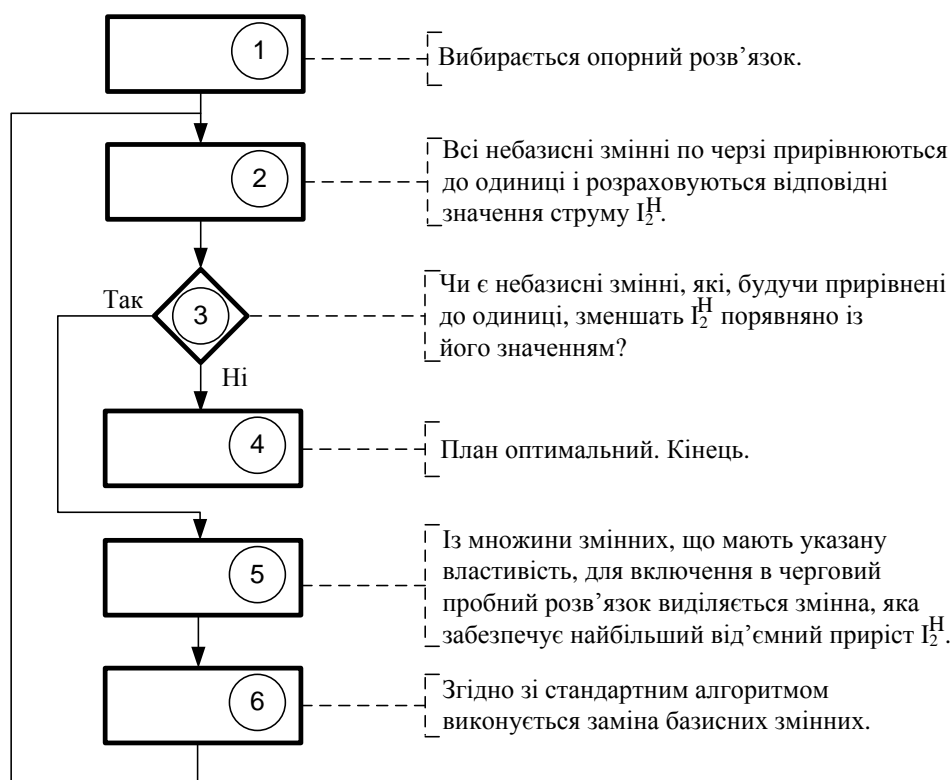 1
Вибирається опорний розв’язок.
2
Всі небазисні змінні по черзі прирівнюються
до одиниці і розраховуються відповідні
значення струму I₂ᴴ.
Так
3
Чи є небазисні змінні, які, будучи прирівнені
до одиниці, зменшать I₂ᴴ порявняно із
його значенням?
Ні
4
План оптимальний. Кінець.
5
Із множини змінних, що мають указану
властивість, для включення в черговий
пробний розв’язок виділяється змінна, яка
забезпечує найбільший від’ємний приріст I₂ᴴ.
6
Згідно зі стандартним алгоритмом
виконується заміна базисних змінних.